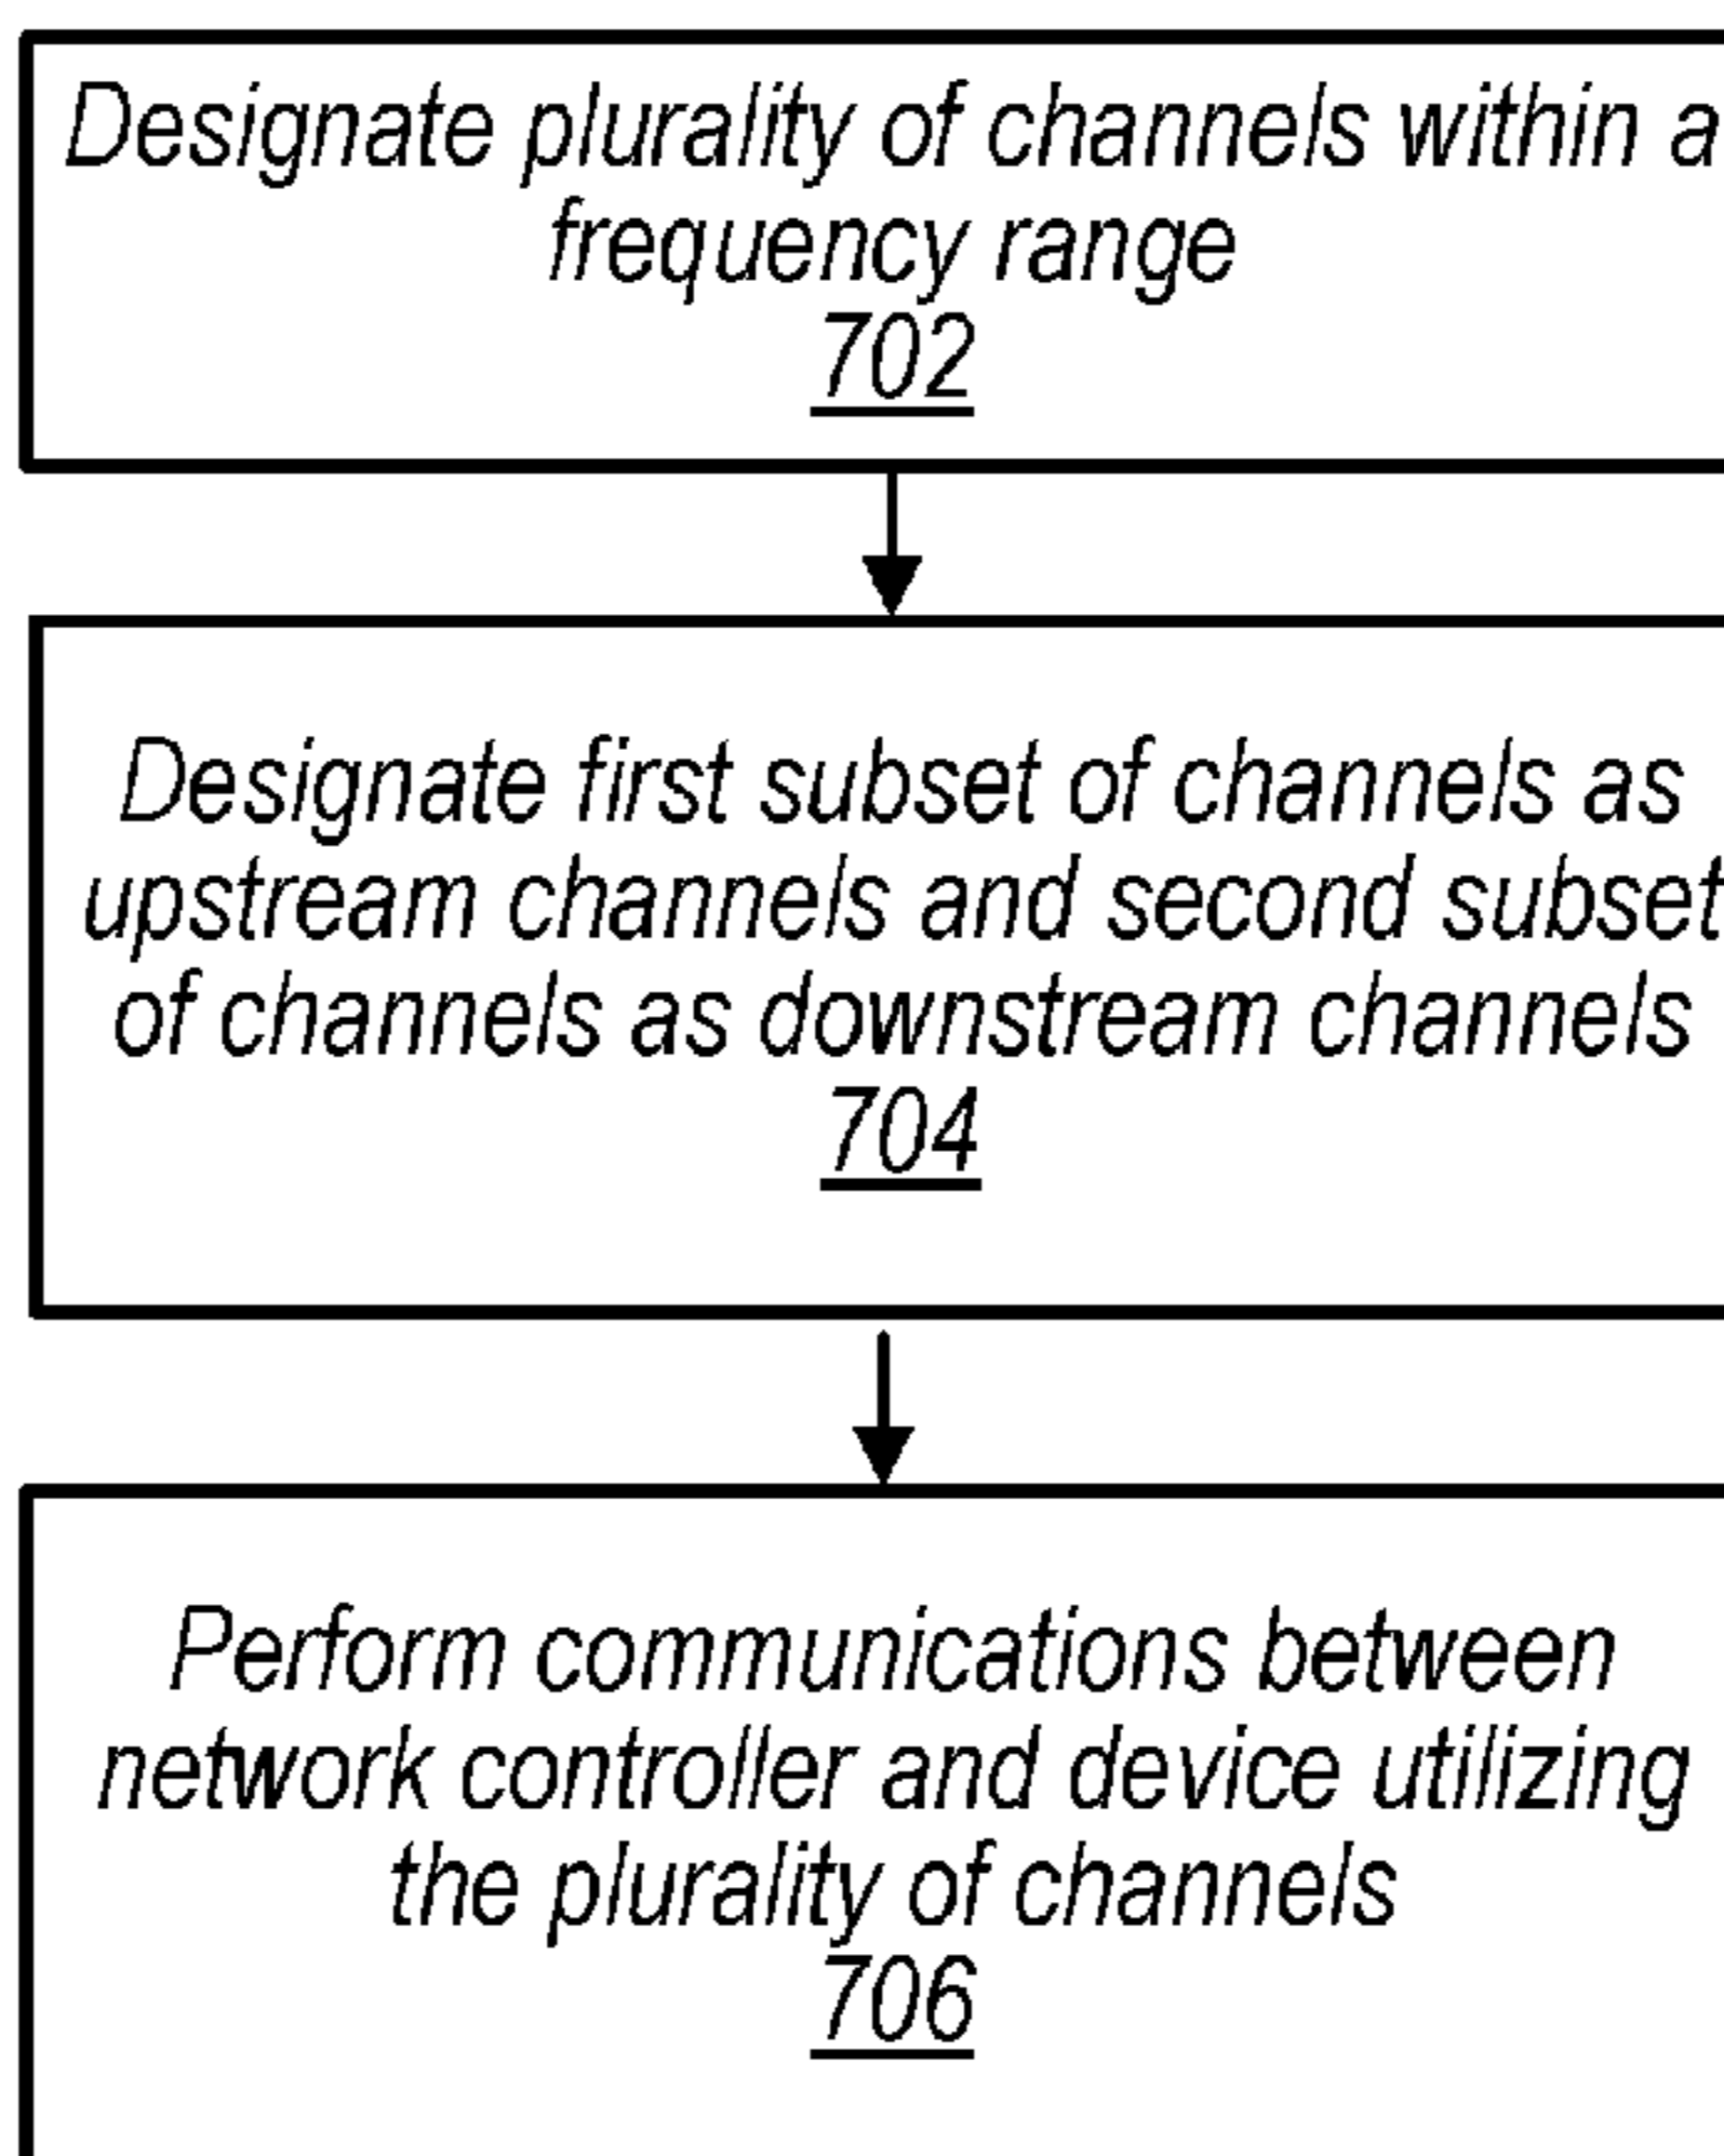 Designate plurality of channels within a
frequency range
702
Designate first subset of channels as
upstream channels and second subset
of channels as downstream channels
704
Perform communications between
network controller and device utilizing
the plurality of channels
706